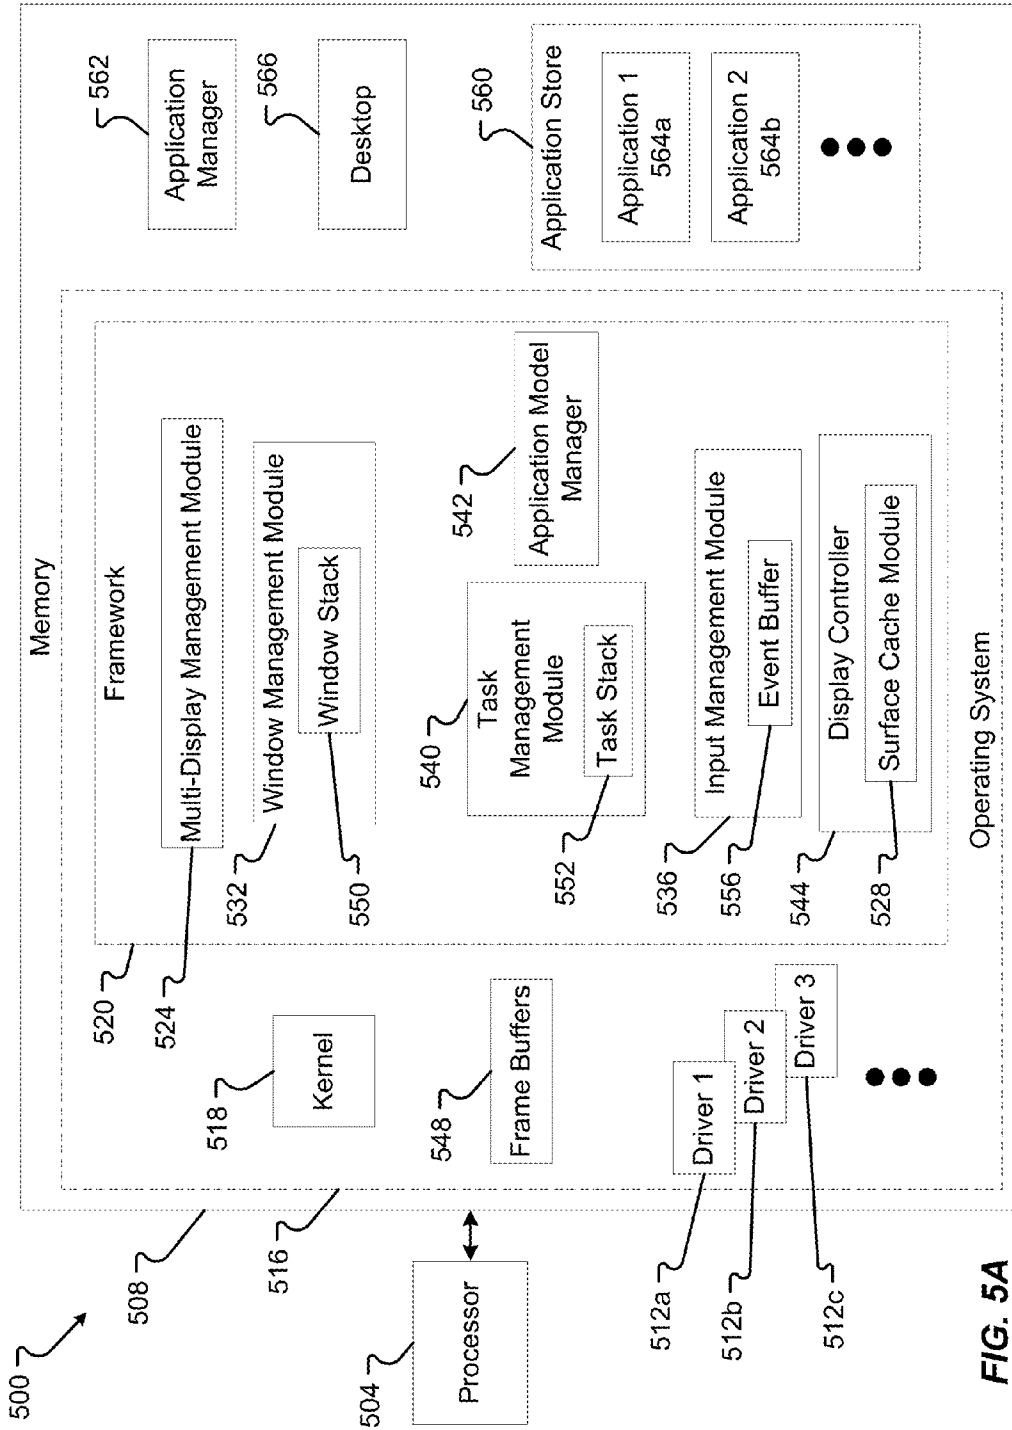 500
508
Memory
516
520
Framework
524
Multi-Display Management Module
532
Window Management Module
550
Window Stack
518
Kernel
548
Frame Buffers
540
Task
Management
Module
552
Task Stack
542
Application Model
Manager
536
Input Management Module
556
Event Buffer
544
Display Controller
528
Surface Cache Module
512a
Driver 1
512b
Driver 2
512c
Driver 3
Operating System
504
Processor
562
Application
Manager
566
Desktop
560
Application Store
Application 1
564a
Application 2
564b
FIG. 5A